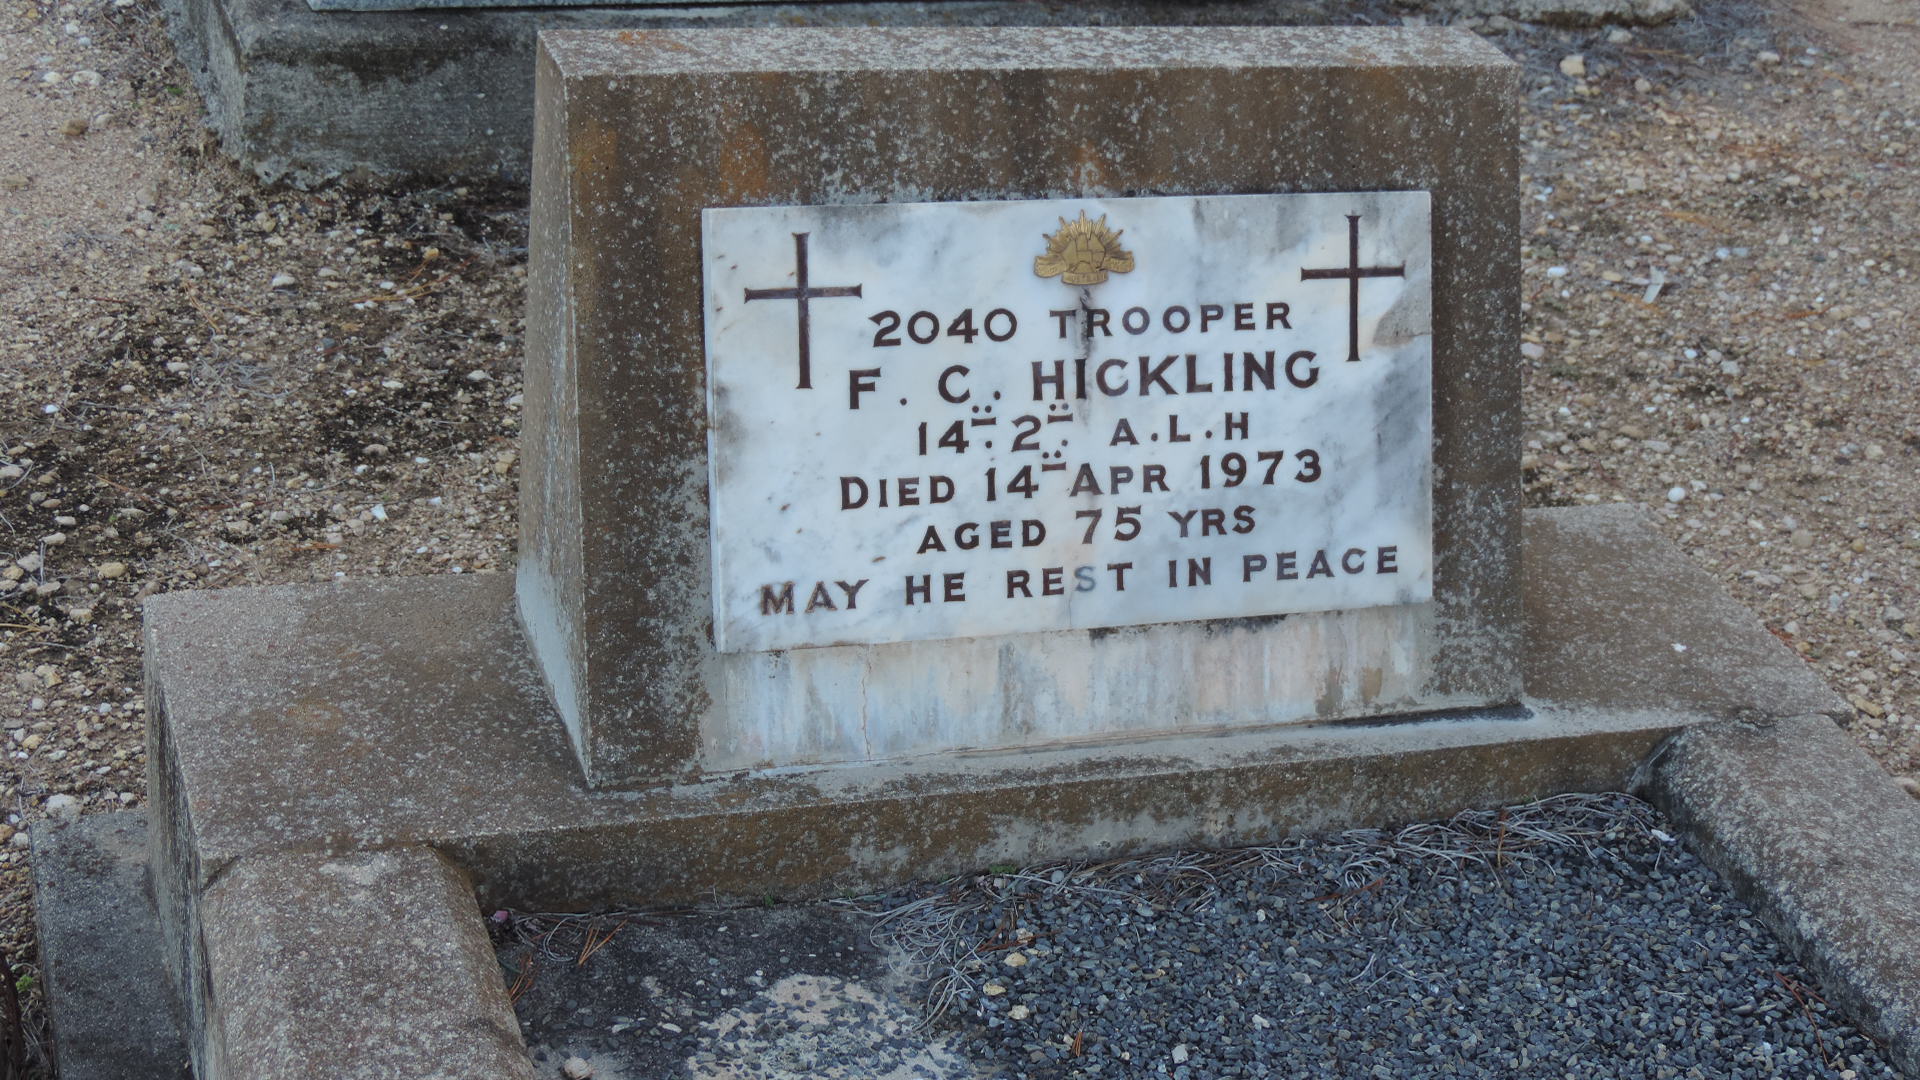 2040 TROOPER
F. C. HICKLING
14TH. 2ND. A.L.H
DIED 14TH APR 1973
AGED 75 YRS
MAY HE REST IN PEACE